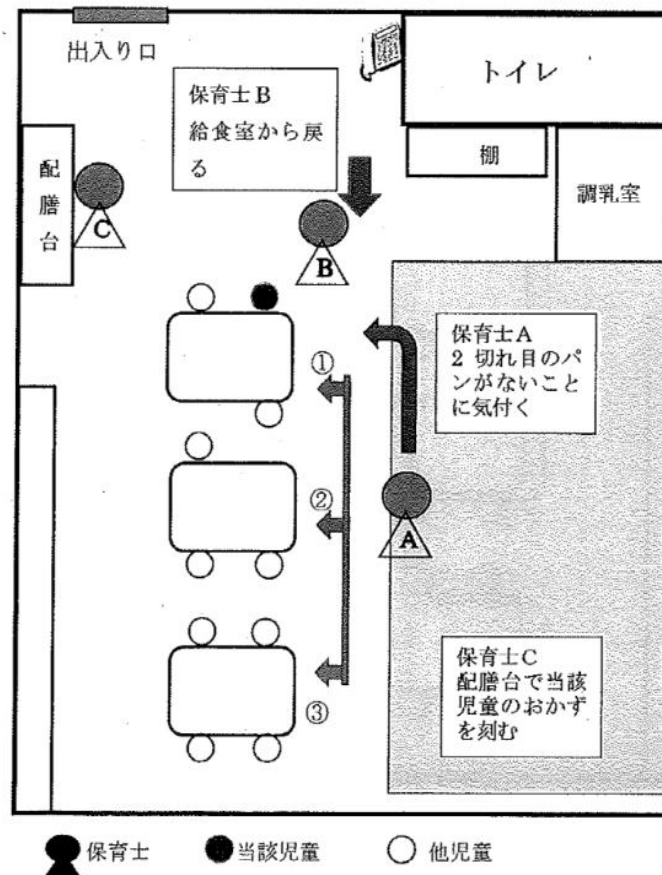 出入り口
トイレ
保育士B
給食室から戻
る
棚
調乳室
配
膳
台
C
B
保育士A
2 切れ目のパ
ンがないこと
に気付く
①
②
A
保育士C
配膳台で当該
児童のおかず
を刻む
③
保育士
当該児童
他児童